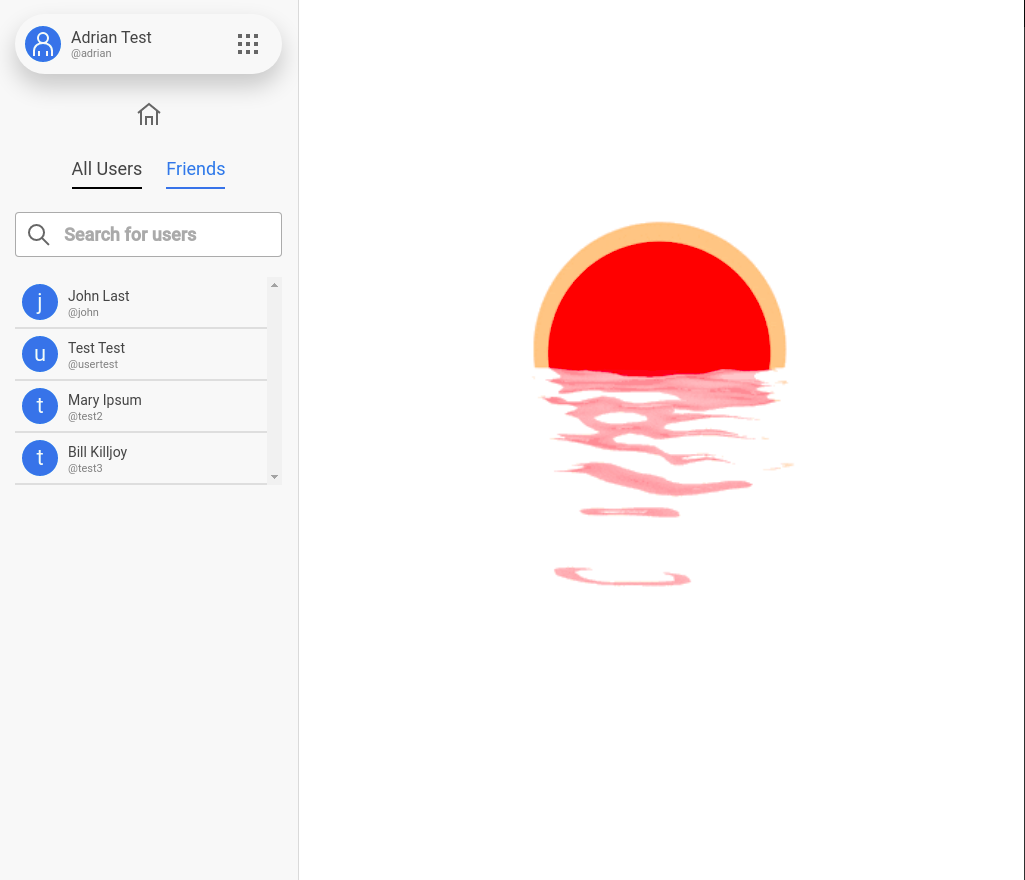 Adrian Test
@adrian
All Users Friends
Search for users
j
John Last
@john
u
Test Test
@usertest
t
Mary Ipsum
@test2
t
Bill Killjoy
@test3